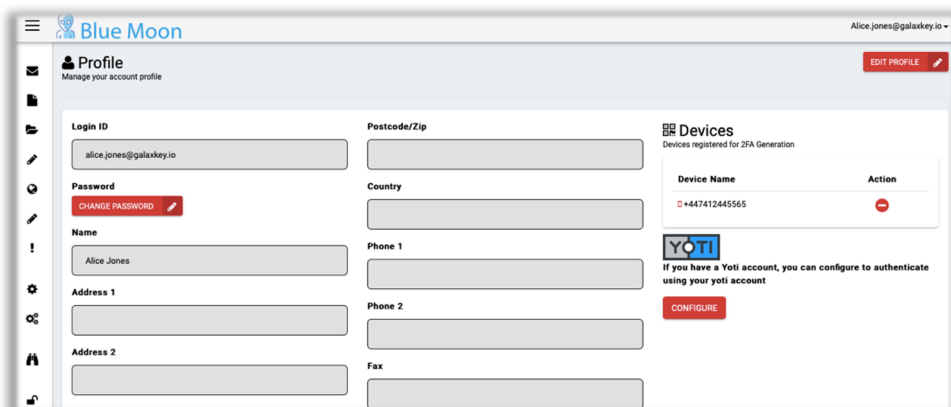 Blue Moon
Alice.jones@galaxkey.io
Profile
Manage your account profile
EDIT PROFILE
Login ID
alice.jones@galaxkey.io
Password
CHANGE PASSWORD
Name
Alice Jones
Address 1
Address 2
Postcode/Zip
Country
Phone 1
Phone 2
Fax
Devices
Devices registered for 2FA Generation
Device Name Action
+447412445565
YOTI
If you have a Yoti account, you can configure to authenticate
using your yoti account
CONFIGURE